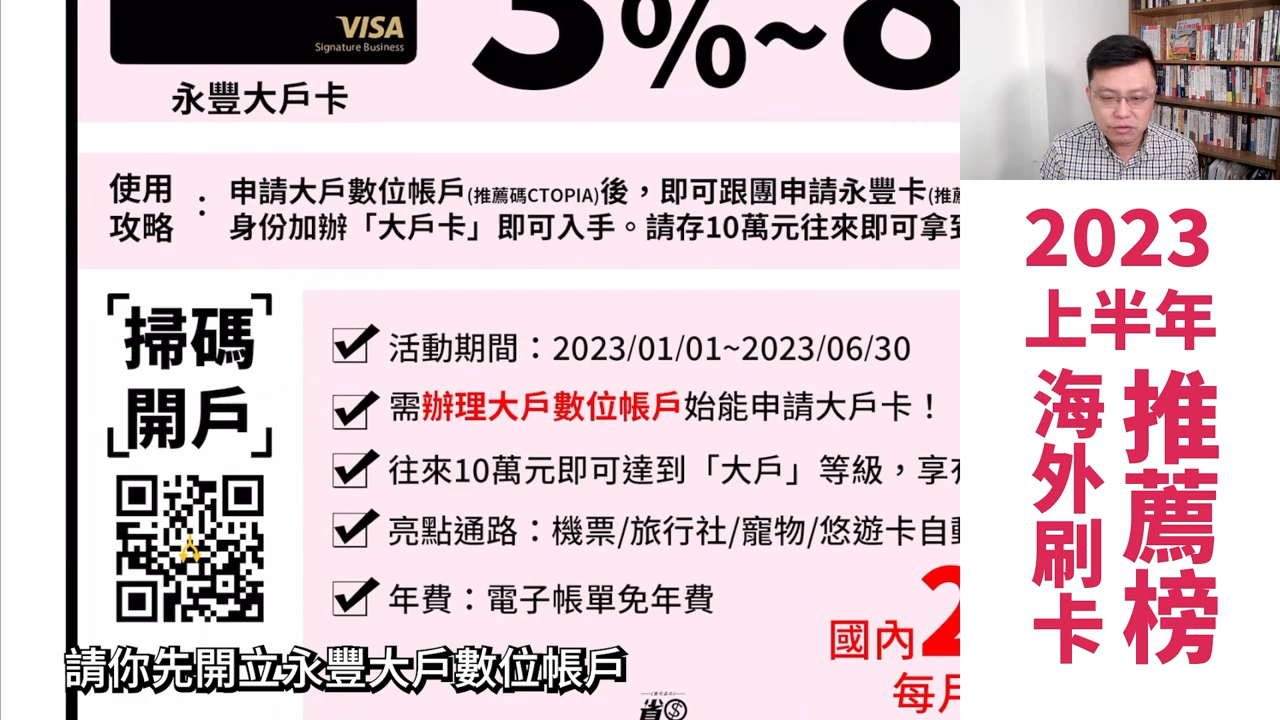 VISA
Signature Business
永豐大戶卡
3%~8
使用
攻略
：
申請大戶數位帳戶(推薦碼CTOPIA)後，即可跟團申請永豐卡(推薦
身份加辦「大戶卡」即可入手。請存10萬元往來即可拿到
掃碼
開戶
活動期間：2023/01/01~2023/06/30
需辦理大戶數位帳戶始能申請大戶卡！
往來10萬元即可達到「大戶」等級，享有
亮點通路：機票/旅行社/寵物/悠遊卡自動
年費：電子帳單免年費
國內2
每月
省
請你先開立永豐大戶數位帳戶
2023
上半年
海外刷卡
推薦榜